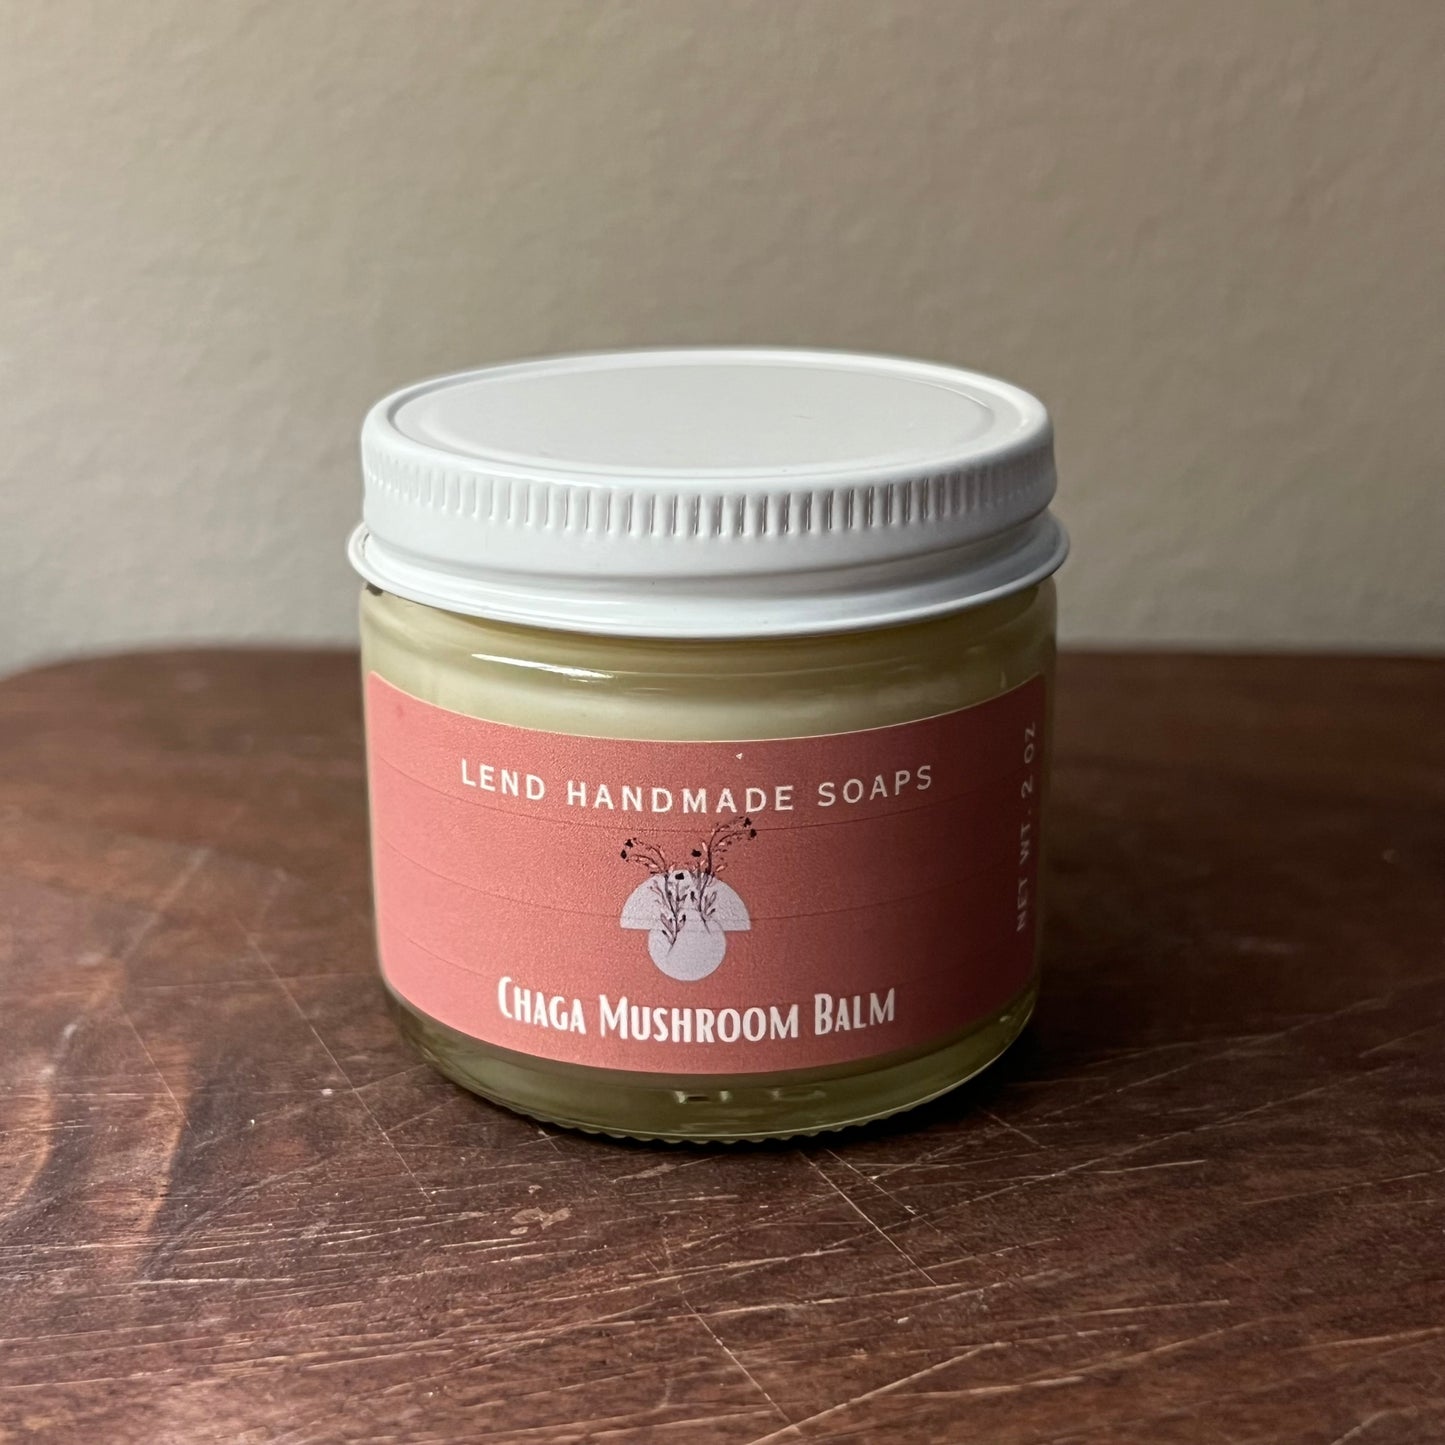 LEND HANDMADE SOAPS
CHAGA MUSHROOM BALM
NET WT. 2 OZ